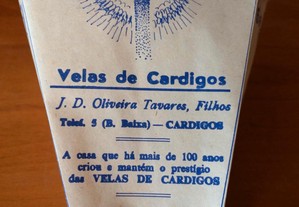 Velas de Cardigos
J. D. Oliveira Tavares, Filhos
Telef. 5 (B. Baixa) — CARDIGOS
A casa que há mais de 100 anos
criou e mantém o prestígio
das VELAS DE CARDIGOS